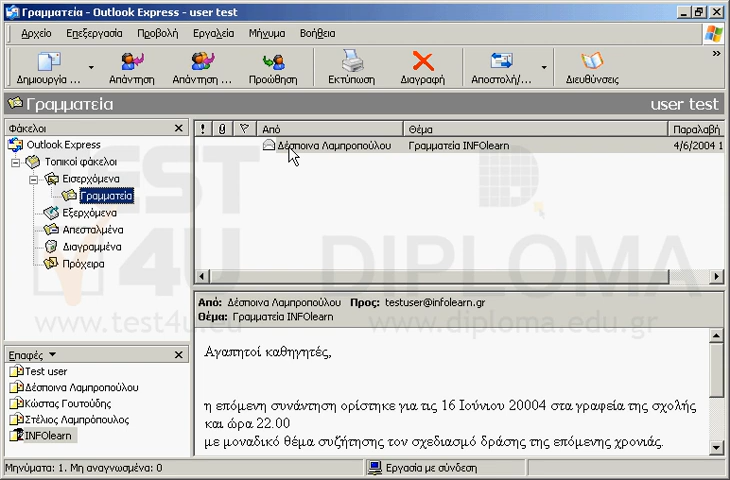 Γραμματεία - Outlook Express - user test
Αρχείο Επεξεργασία Προβολή Εργαλεία Μήνυμα Βοήθεια
Δημιουργία ... Απάντηση Απάντηση ... Προώθηση Εκτύπωση Διαγραφή Αποστολή/... Διευθύνσεις
Γραμματεία user test
Φάκελοι
Outlook Express
Τοπικοί φάκελοι
Εισερχόμενα
Γραμματεία
Εξερχόμενα
Απεσταλμένα
Διαγραμμένα
Πρόχειρα
! Από Θέμα Παραλαβή
Δέσποινα Λαμπροπούλου Γραμματεία INFOlearn 4/6/2004 1
TEST4U DIPLOMA
www.test4u.eu www.diploma.edu.gr
Από: Δέσποινα Λαμπροπούλου Προς: testuser@infolearn.gr
Θέμα: Γραμματεία INFOlearn
Αγαπητοί καθηγητές,
η επόμενη συνάντηση ορίστηκε για τις 16 Ιουνίου 20004 στα γραφεία της σχολής
και ώρα 22.00
με μοναδικό θέμα συζήτησης τον σχεδιασμό δράσης της επόμενης χρονιάς.
Επαφές
Test user
Δέσποινα Λαμπροπούλου
Κώστας Γουτούδης
Στέλιος Λαμπρόπουλος
INFOlearn
Μηνύματα: 1. Μη αναγνωσμένα: 0 Εργασία με σύνδεση